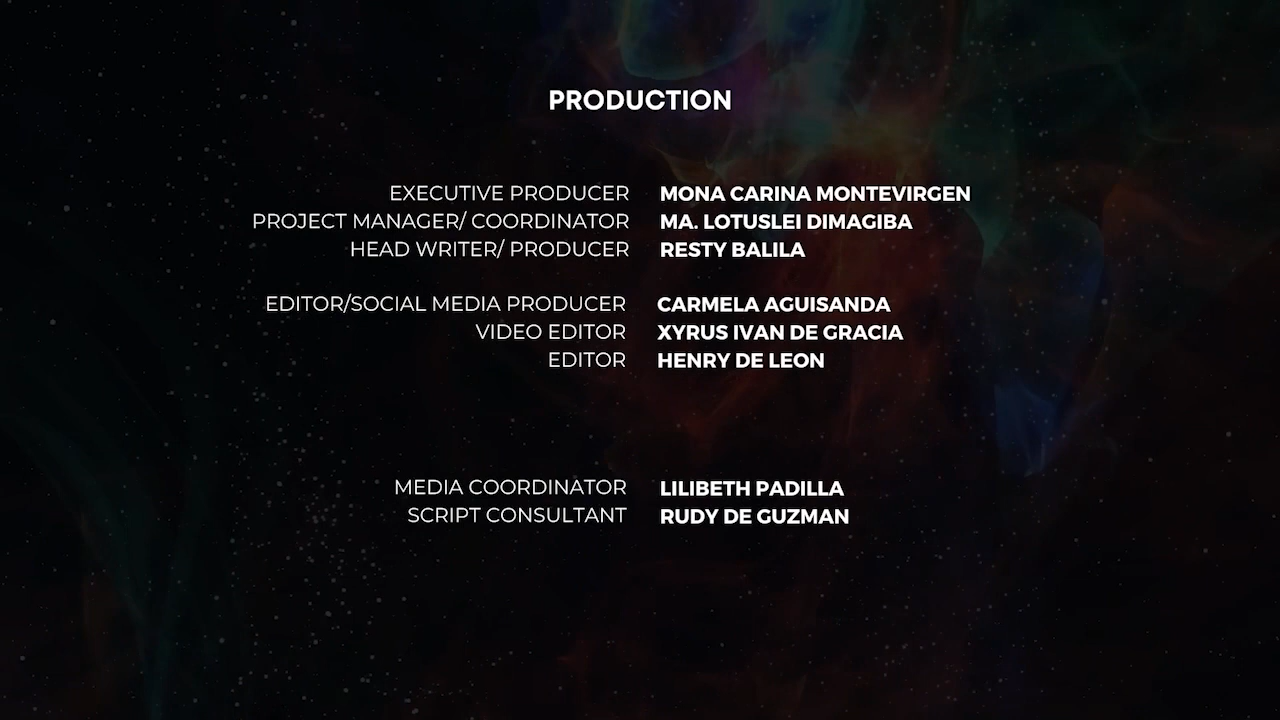 PRODUCTION
EXECUTIVE PRODUCER MONA CARINA MONTEVIRGEN
PROJECT MANAGER/ COORDINATOR MA. LOTUSLEI DIMAGIBA
HEAD WRITER/ PRODUCER RESTY BALILA
EDITOR/SOCIAL MEDIA PRODUCER CARMELA AGUISANDA
VIDEO EDITOR XYRUS IVAN DE GRACIA
EDITOR HENRY DE LEON
MEDIA COORDINATOR LILIBETH PADILLA
SCRIPT CONSULTANT RUDY DE GUZMAN